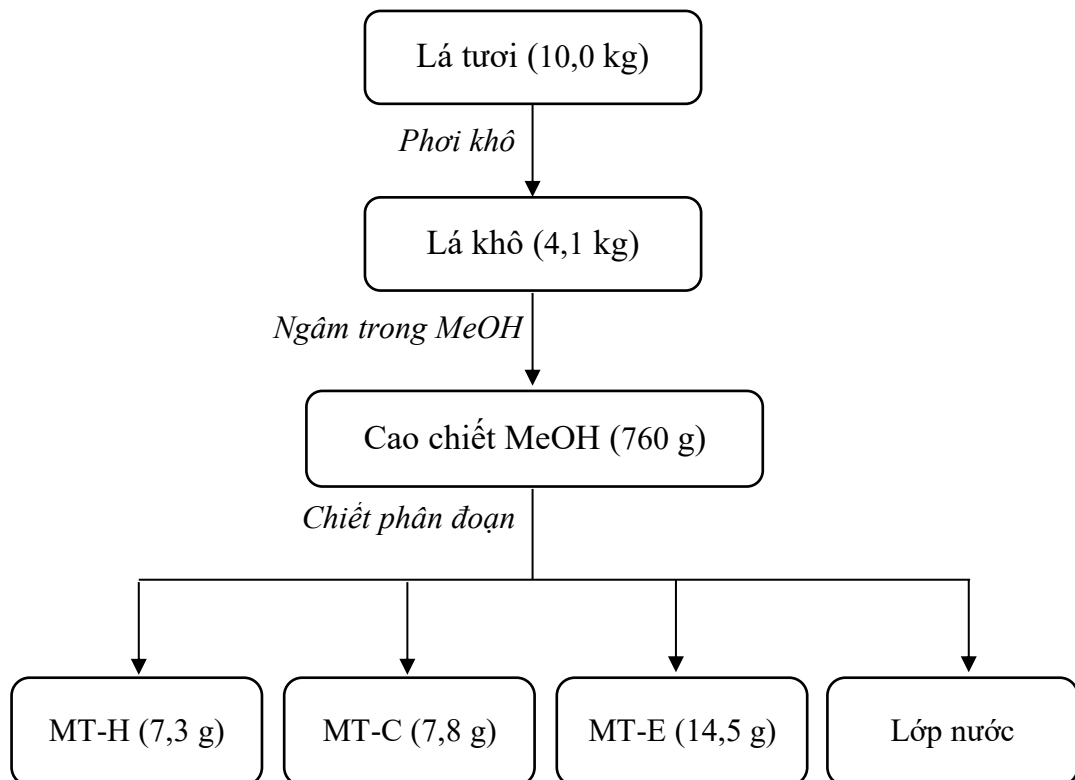 Lá tươi (10,0 kg)
Phơi khô
Lá khô (4,1 kg)
Ngâm trong MeOH
Cao chiết MeOH (760 g)
Chiết phân đoạn
MT-H (7,3 g)
MT-C (7,8 g)
MT-E (14,5 g)
Lớp nước